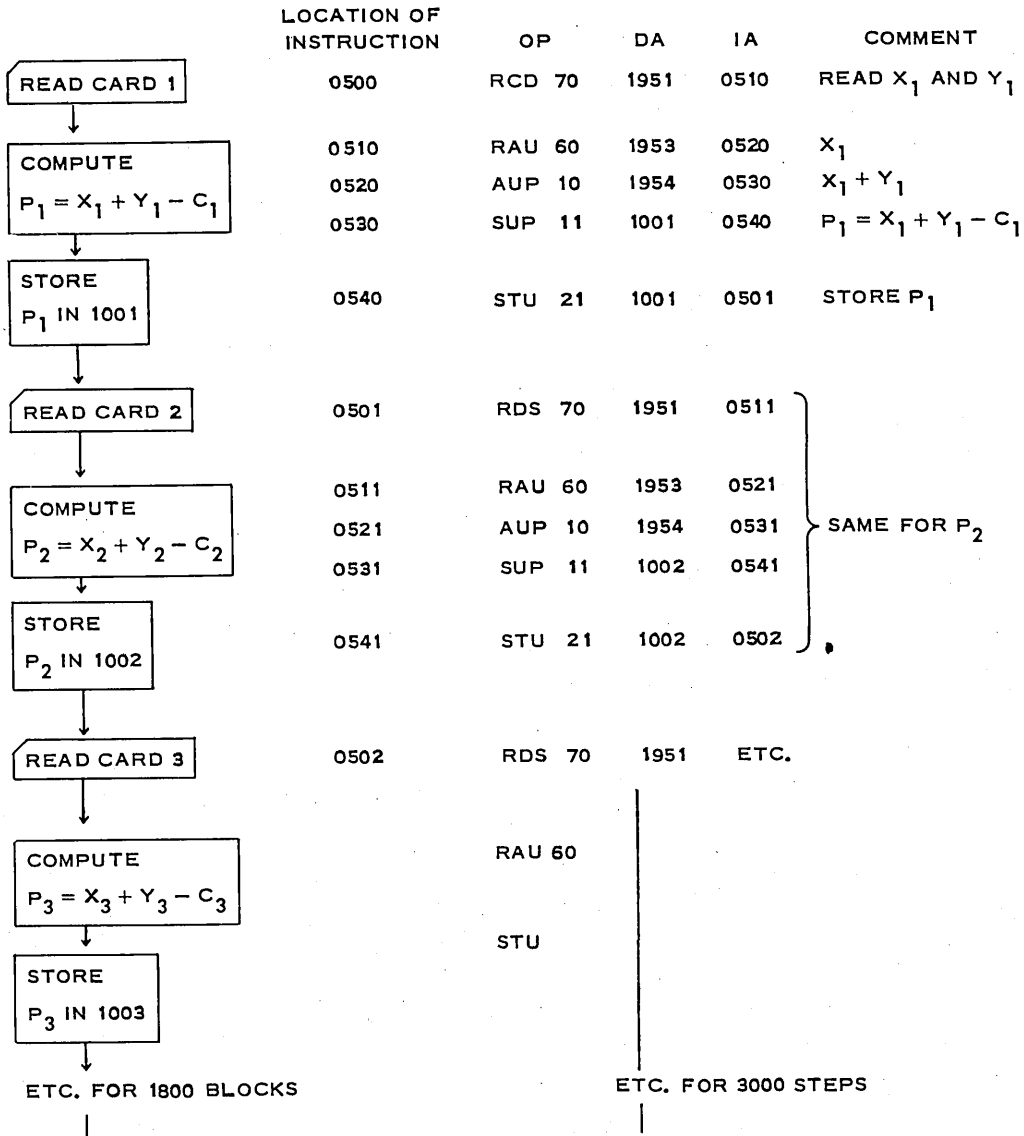 LOCATION OF
INSTRUCTION OP DA IA COMMENT
READ CARD 1 0500 RCD 70 1951 0510 READ X1 AND Y1
0510 RAU 60 1953 0520 X1
COMPUTE
0520 AUP 10 1954 0530 X1 + Y1
P1 = X1 + Y1 − C1
0530 SUP 11 1001 0540 P1 = X1 + Y1 − C1
STORE
0540 STU 21 1001 0501 STORE P1
P1 IN 1001
READ CARD 2 0501 RDS 70 1951 0511
0511 RAU 60 1953 0521
COMPUTE
0521 AUP 10 1954 0531 SAME FOR P2
P2 = X2 + Y2 − C2
0531 SUP 11 1002 0541
STORE
0541 STU 21 1002 0502
P2 IN 1002
READ CARD 3 0502 RDS 70 1951 ETC.
COMPUTE RAU 60
P3 = X3 + Y3 − C3
STU
STORE
P3 IN 1003
ETC. FOR 1800 BLOCKS ETC. FOR 3000 STEPS